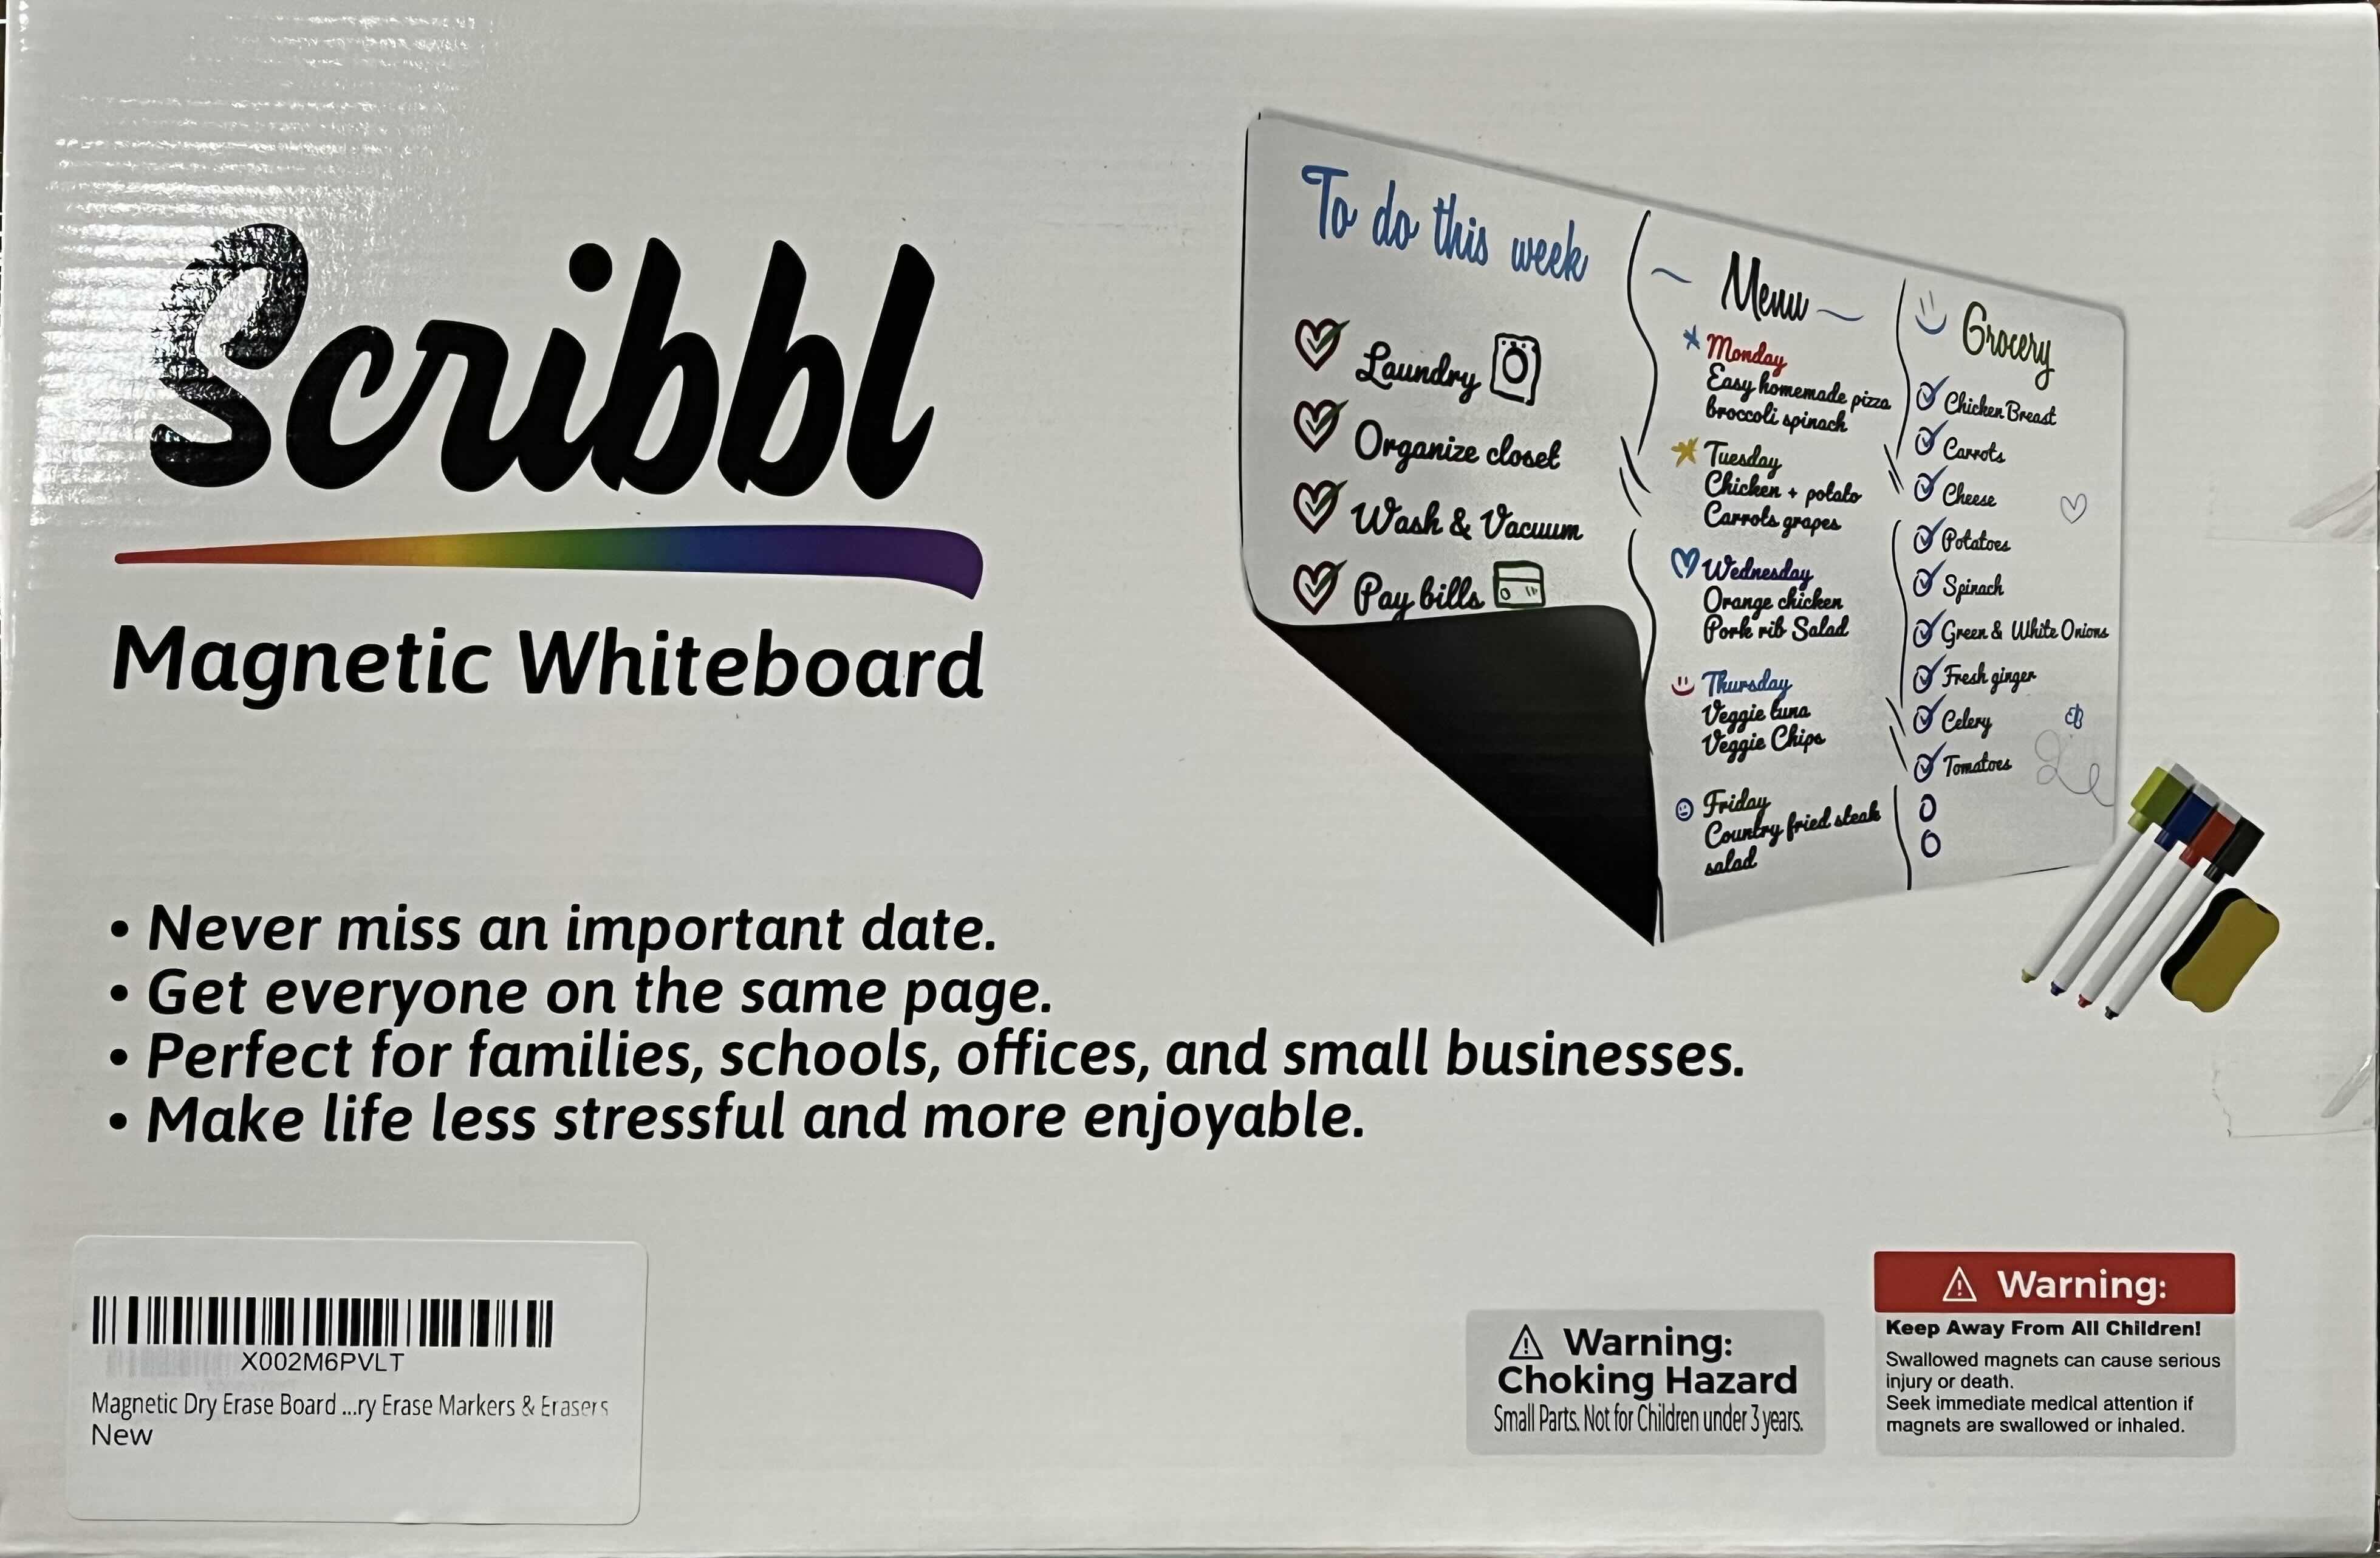 Scribbl
Magnetic Whiteboard
• Never miss an important date.
• Get everyone on the same page.
• Perfect for families, schools, offices, and small businesses.
• Make life less stressful and more enjoyable.
To do this week
Laundry
Organize closet
Wash & Vacuum
Pay bills
Menu
Monday
Easy homemade pizza
broccoli spinach
Tuesday
Chicken + potato
Carrots grapes
Wednesday
Orange chicken
Pork rib Salad
Thursday
Veggie tuna
Veggie Chips
Friday
Country fried steak
salad
Grocery
Chicken Breast
Carrots
Cheese
Potatoes
Spinach
Green & White Onions
Fresh ginger
Celery
Tomatoes
X002M6PVLT
Magnetic Dry Erase Board ...ry Erase Markers & Erasers
New
Warning:
Choking Hazard
Small Parts. Not for Children under 3 years.
Warning:
Keep Away From All Children!
Swallowed magnets can cause serious
injury or death.
Seek immediate medical attention if
magnets are swallowed or inhaled.